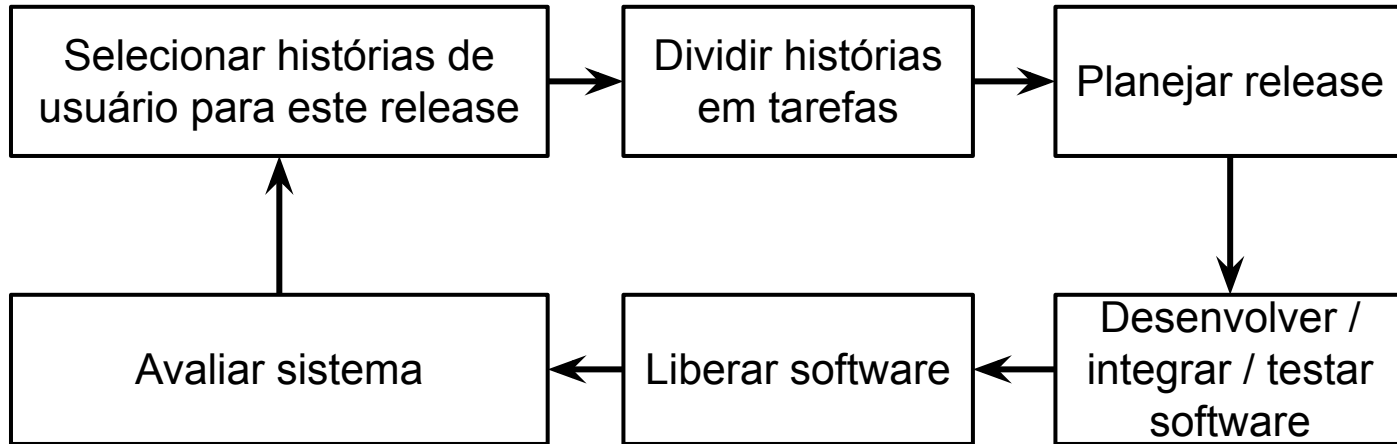 Selecionar histórias de
usuário para este release
Dividir histórias
em tarefas
Planejar release
Desenvolver /
integrar / testar
software
Liberar software
Avaliar sistema